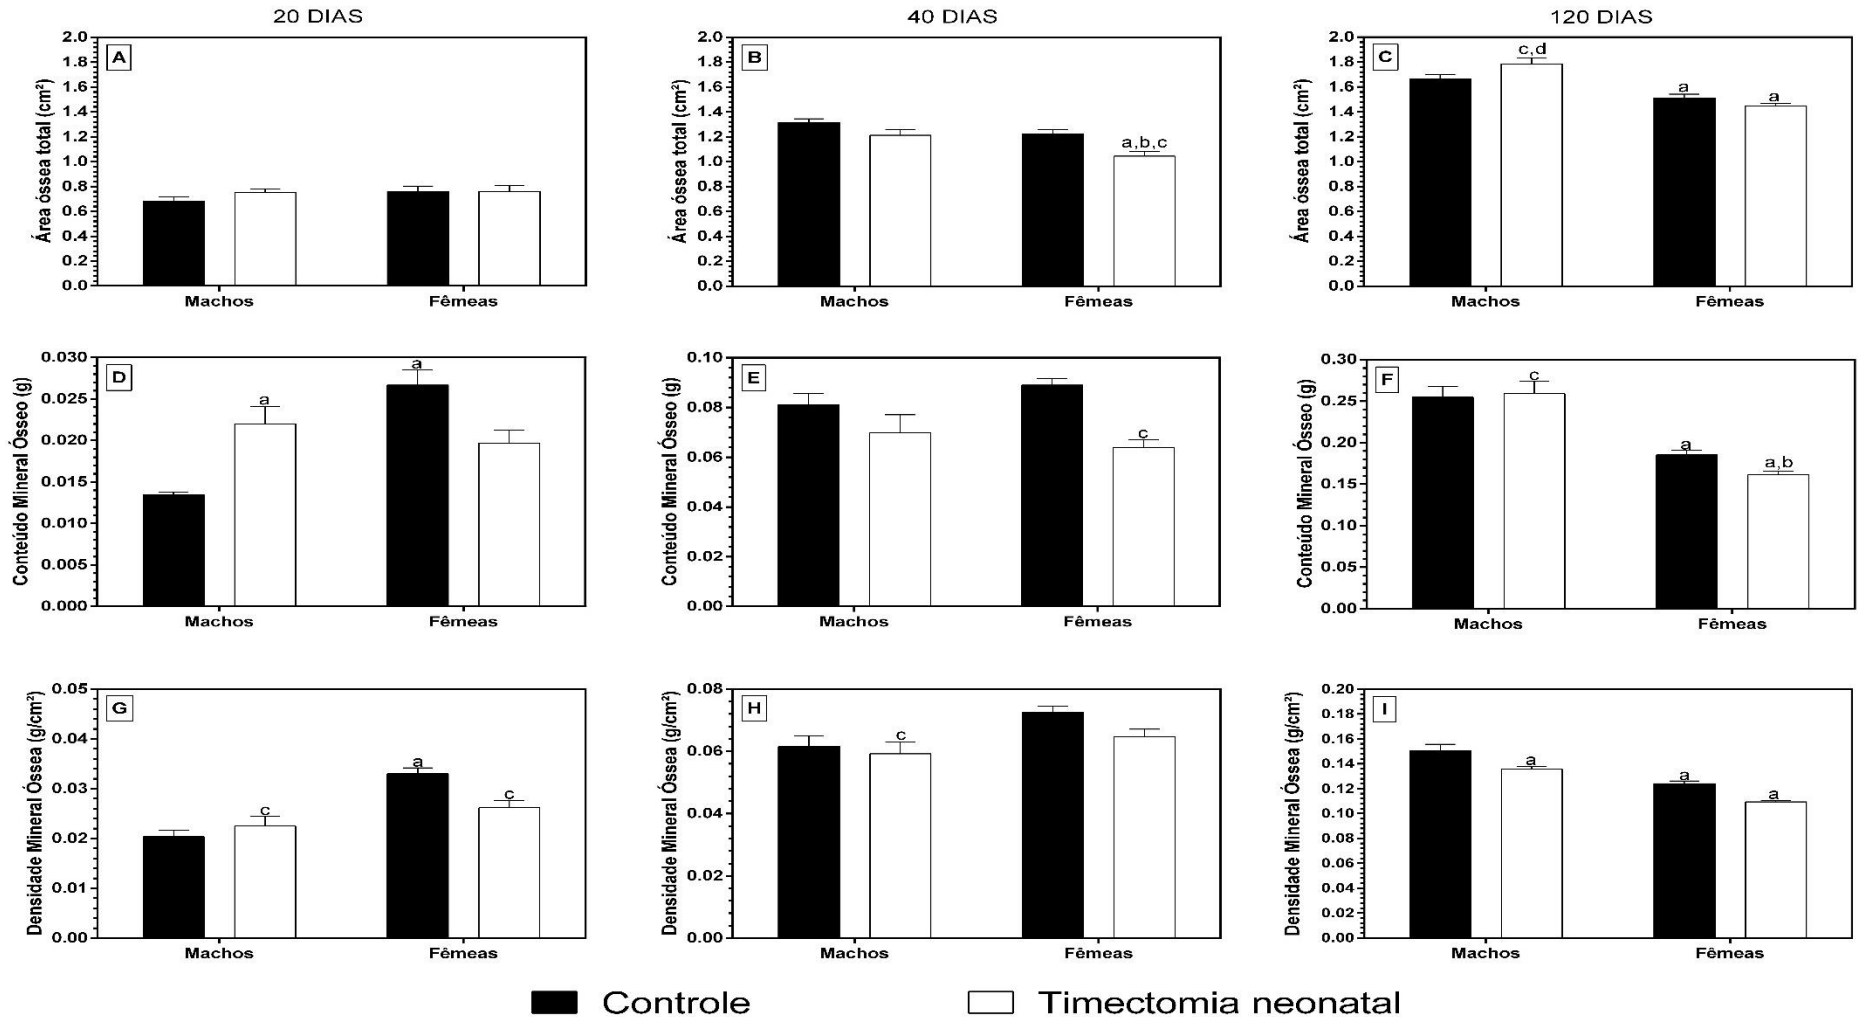 20 DIAS
40 DIAS
120 DIAS
A
Área óssea total (cm²)
2.0
1.8
1.6
1.4
1.2
1.0
0.8
0.6
0.4
0.2
0.0
Machos
Fêmeas
B
Área óssea total (cm²)
2.0
1.8
1.6
1.4
1.2
1.0
0.8
0.6
0.4
0.2
0.0
a,b,c
Machos
Fêmeas
C
Área óssea total (cm²)
2.0
1.8
1.6
1.4
1.2
1.0
0.8
0.6
0.4
0.2
0.0
c,d
a
a
Machos
Fêmeas
D
Conteúdo Mineral Ósseo (g)
0.030
0.025
0.020
0.015
0.010
0.005
0.000
a
a
Machos
Fêmeas
E
Conteúdo Mineral Ósseo (g)
0.10
0.08
0.06
0.04
0.02
0.00
c
Machos
Fêmeas
F
Conteúdo Mineral Ósseo (g)
0.30
0.25
0.20
0.15
0.10
0.05
0.00
c
a
a,b
Machos
Fêmeas
G
Densidade Mineral Óssea (g/cm²)
0.05
0.04
0.03
0.02
0.01
0.00
c
a
c
Machos
Fêmeas
H
Densidade Mineral Óssea (g/cm²)
0.08
0.06
0.04
0.02
0.00
c
Machos
Fêmeas
I
Densidade Mineral Óssea (g/cm²)
0.20
0.18
0.16
0.14
0.12
0.10
0.08
0.06
0.04
0.02
0.00
a
a
a
Machos
Fêmeas
Controle
Timectomia neonatal